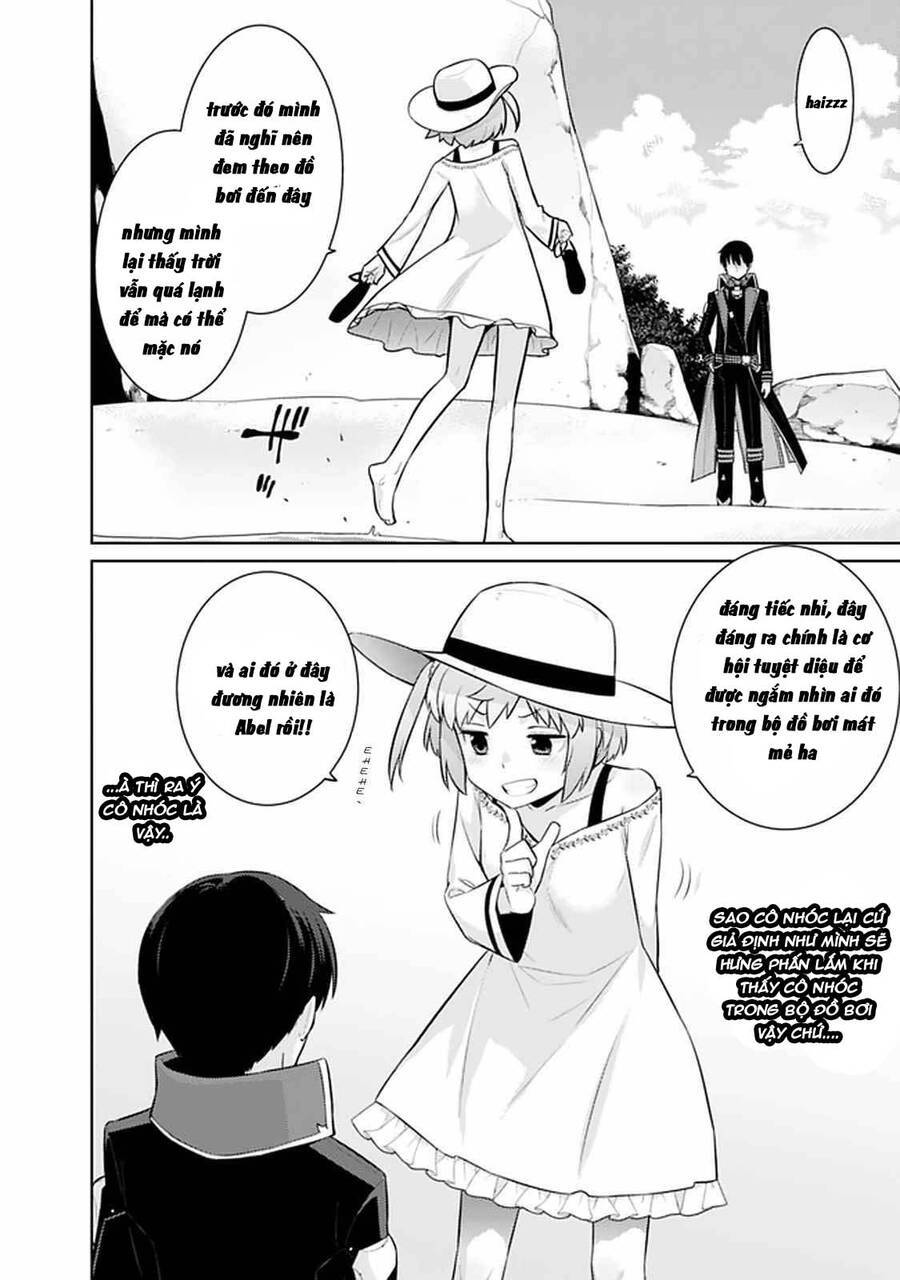 haizzz
trước đó mình
đã nghĩ nên
đem theo đồ
bơi đến đây
nhưng mình
lại thấy trời
vẫn quá lạnh
để mà có thể
mặc nó
đáng tiếc nhỉ, đây
đáng ra chính là cơ
hội tuyệt diệu để
được ngắm nhìn ai đó
trong bộ đồ bơi mát
mẻ ha
và ai đó ở đây
đương nhiên là
Abel rồi!!
EHEHE,
...À THÌ RA Ý
CÔ NHÓC LÀ
VẬY..
SAO CÔ NHÓC LẠI CỨ
GIẢ ĐỊNH NHƯ MÌNH SẼ
HƯNG PHẤN LẮM KHI
THẤY CÔ NHÓC
TRONG BỘ ĐỒ BƠI
VẬY CHỨ....